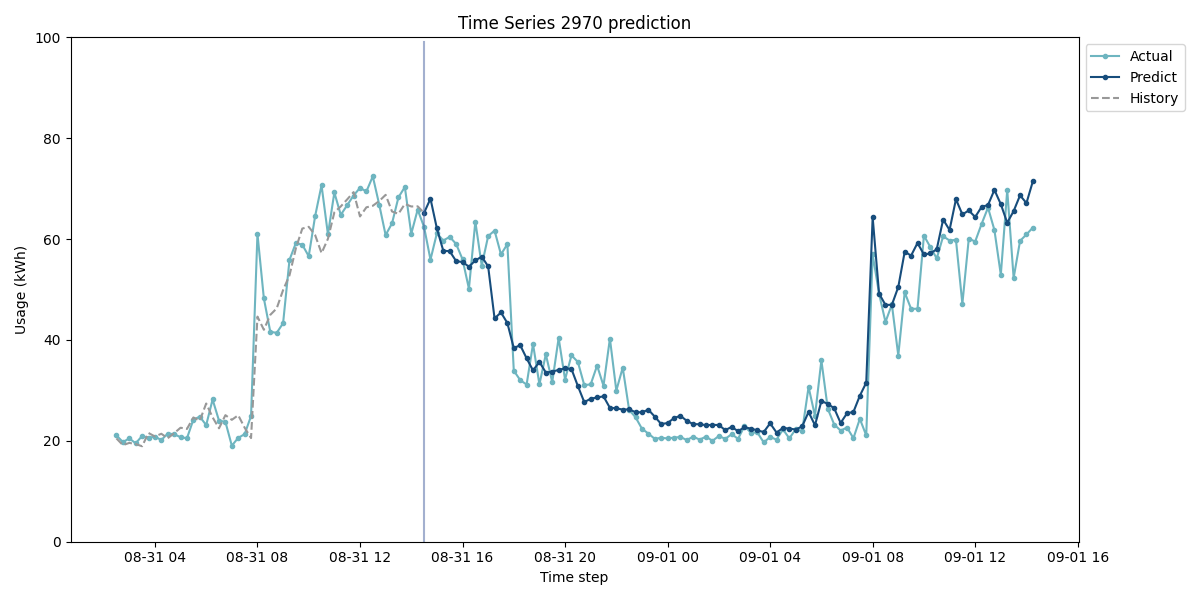 Time Series 2970 prediction
100
80
60
40
20
0
Usage (kWh)
08-31 04
08-31 08
08-31 12
08-31 16
08-31 20
09-01 00
09-01 04
09-01 08
09-01 12
09-01 16
Time step
Actual
Predict
History